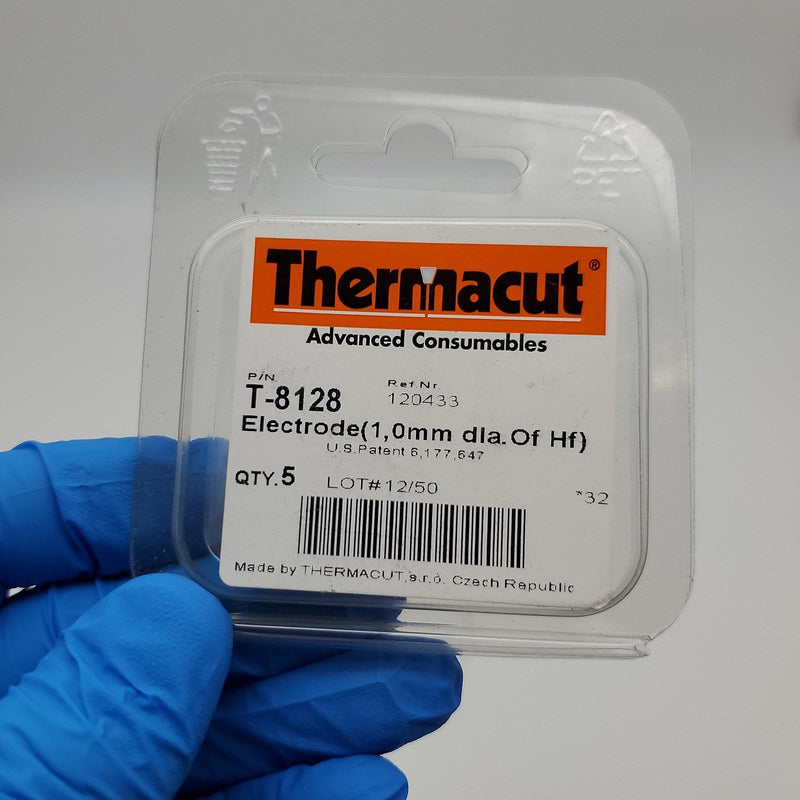 PET
Thermacut®
Advanced Consumables
P/N. Ref.Nr.
T-8128 120433
Electrode(1,0mm dia.Of Hf)
U.S.Patent 6,177,647
QTY.5 LOT#12/50 *32
Made by THERMACUT,s.r.o. Czech Republic